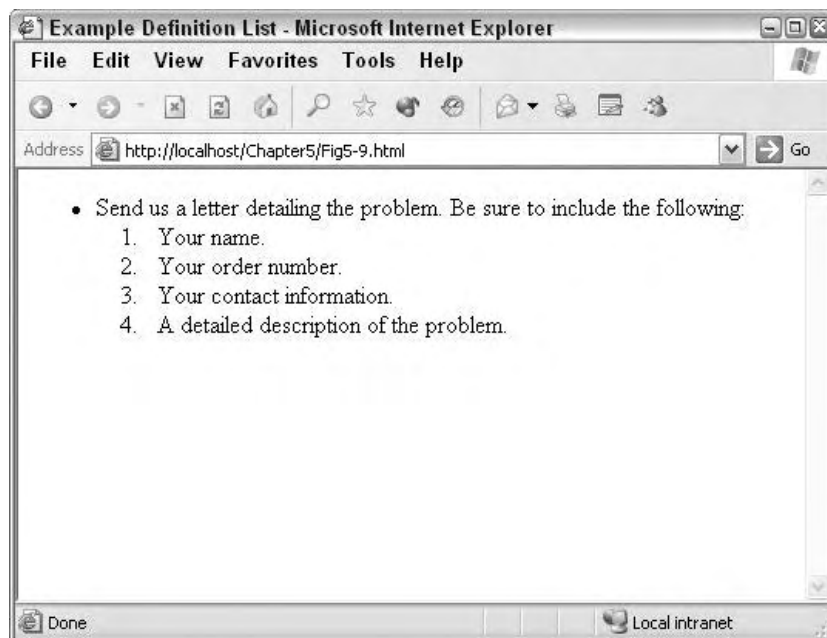 Example Definition List - Microsoft Internet Explorer
File Edit View Favorites Tools Help
Address http://localhost/Chapter5/Fig5-9.html Go
• Send us a letter detailing the problem. Be sure to include the following:
1. Your name.
2. Your order number.
3. Your contact information.
4. A detailed description of the problem.
Done Local intranet